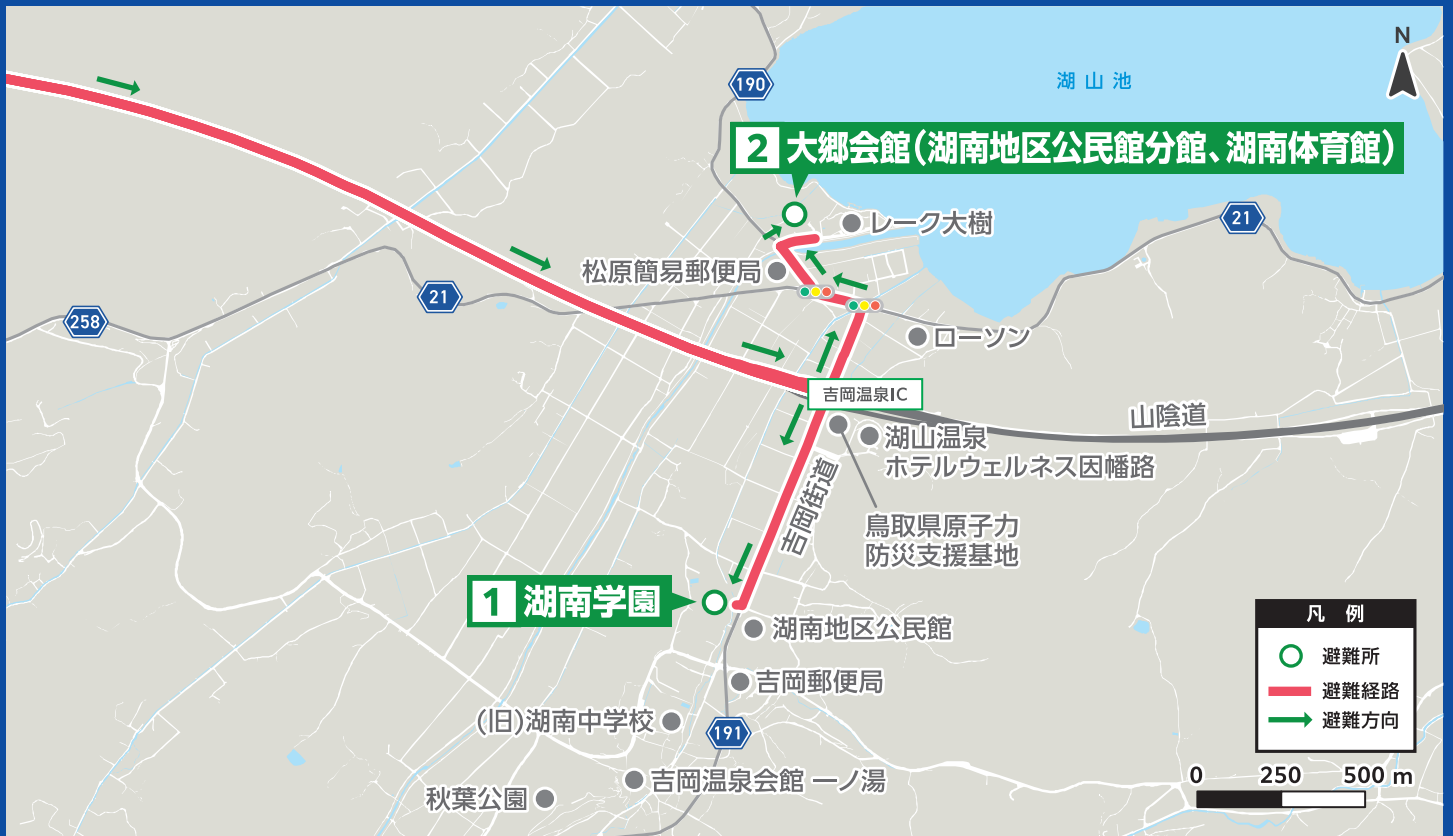 N
湖山池
190
2 大郷会館(湖南地区公民館分館、湖南体育館)
21
レーク大樹
松原簡易郵便局
21
258
ローソン
吉岡温泉IC
山陰道
湖山温泉
ホテルウェルネス因幡路
吉岡街道
鳥取県原子力
防災支援基地
1 湖南学園
湖南地区公民館
吉岡郵便局
(旧)湖南中学校
191
吉岡温泉会館 一ノ湯
秋葉公園
凡 例
避難所
避難経路
避難方向
0 250 500 m